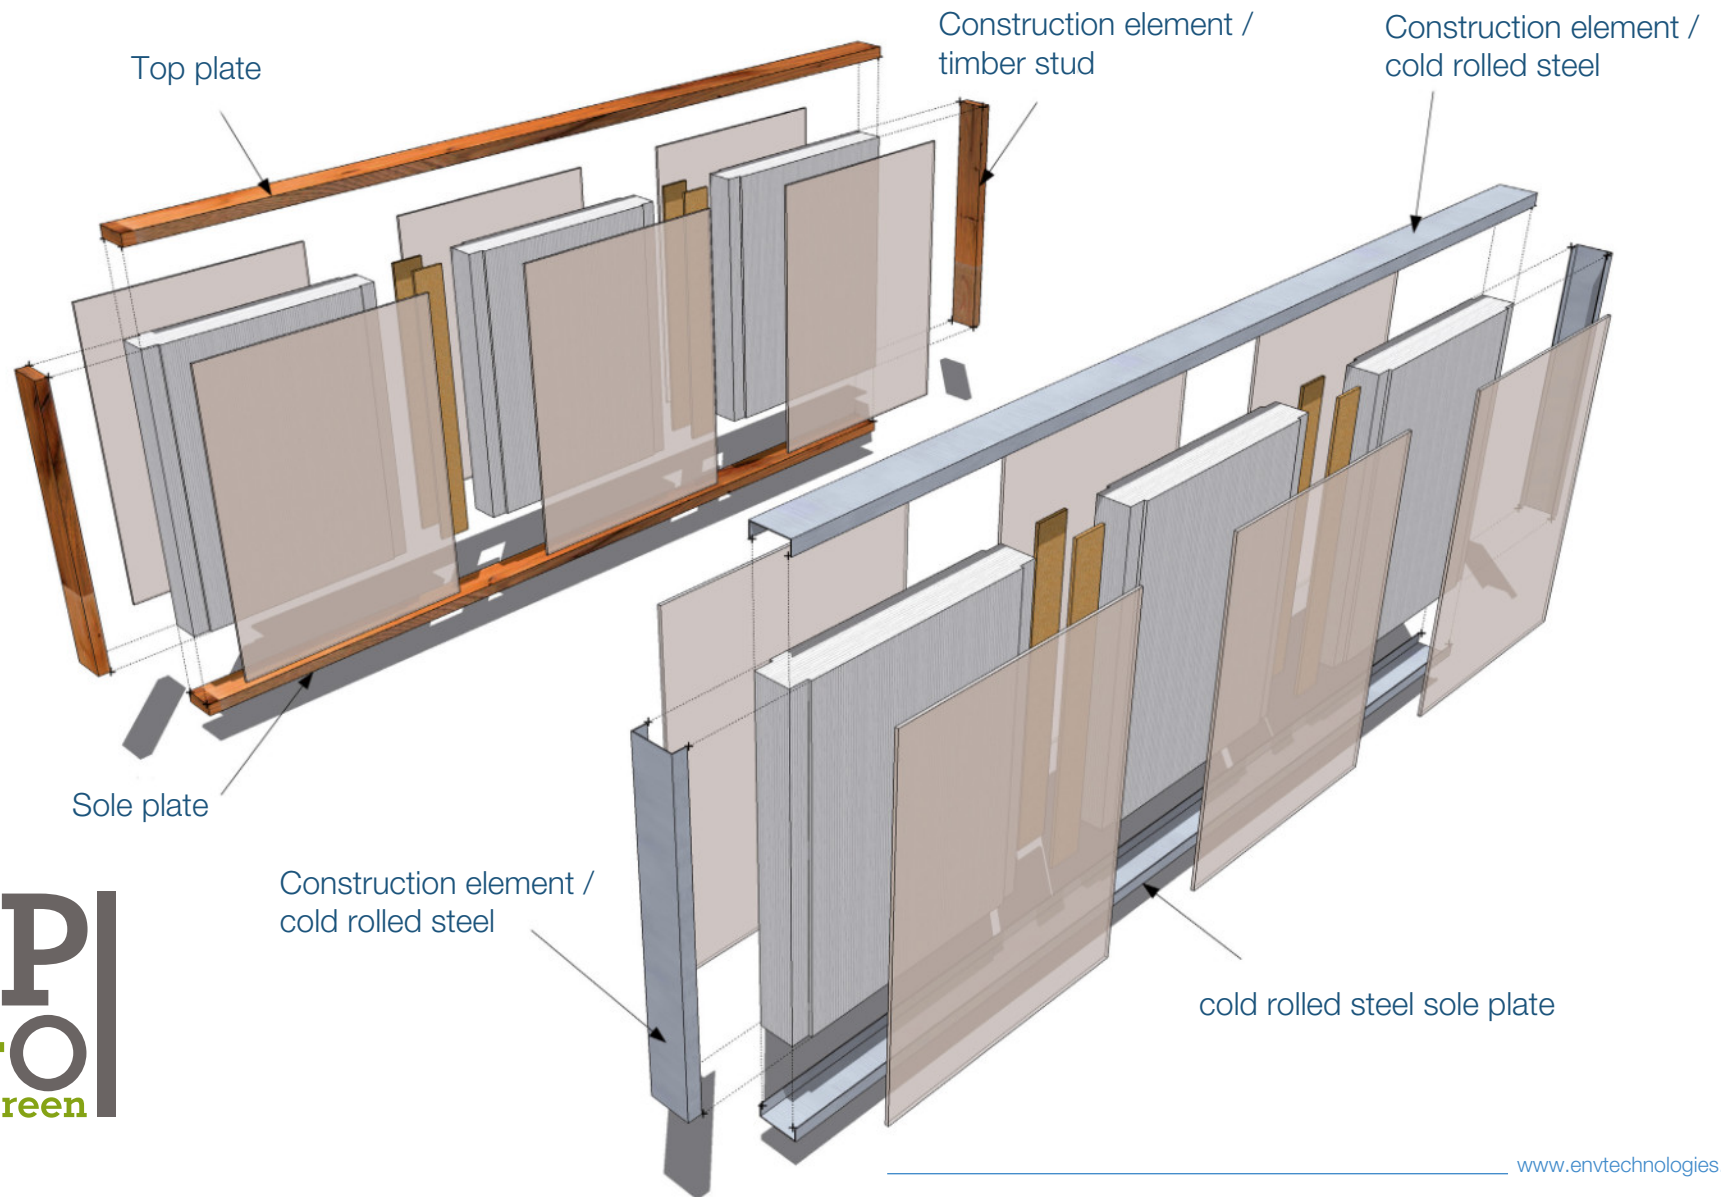 Construction element /
timber stud
Construction element /
cold rolled steel
Top plate
Sole plate
Construction element /
cold rolled steel
cold rolled steel sole plate
P
O
reen
www.envtechnologies